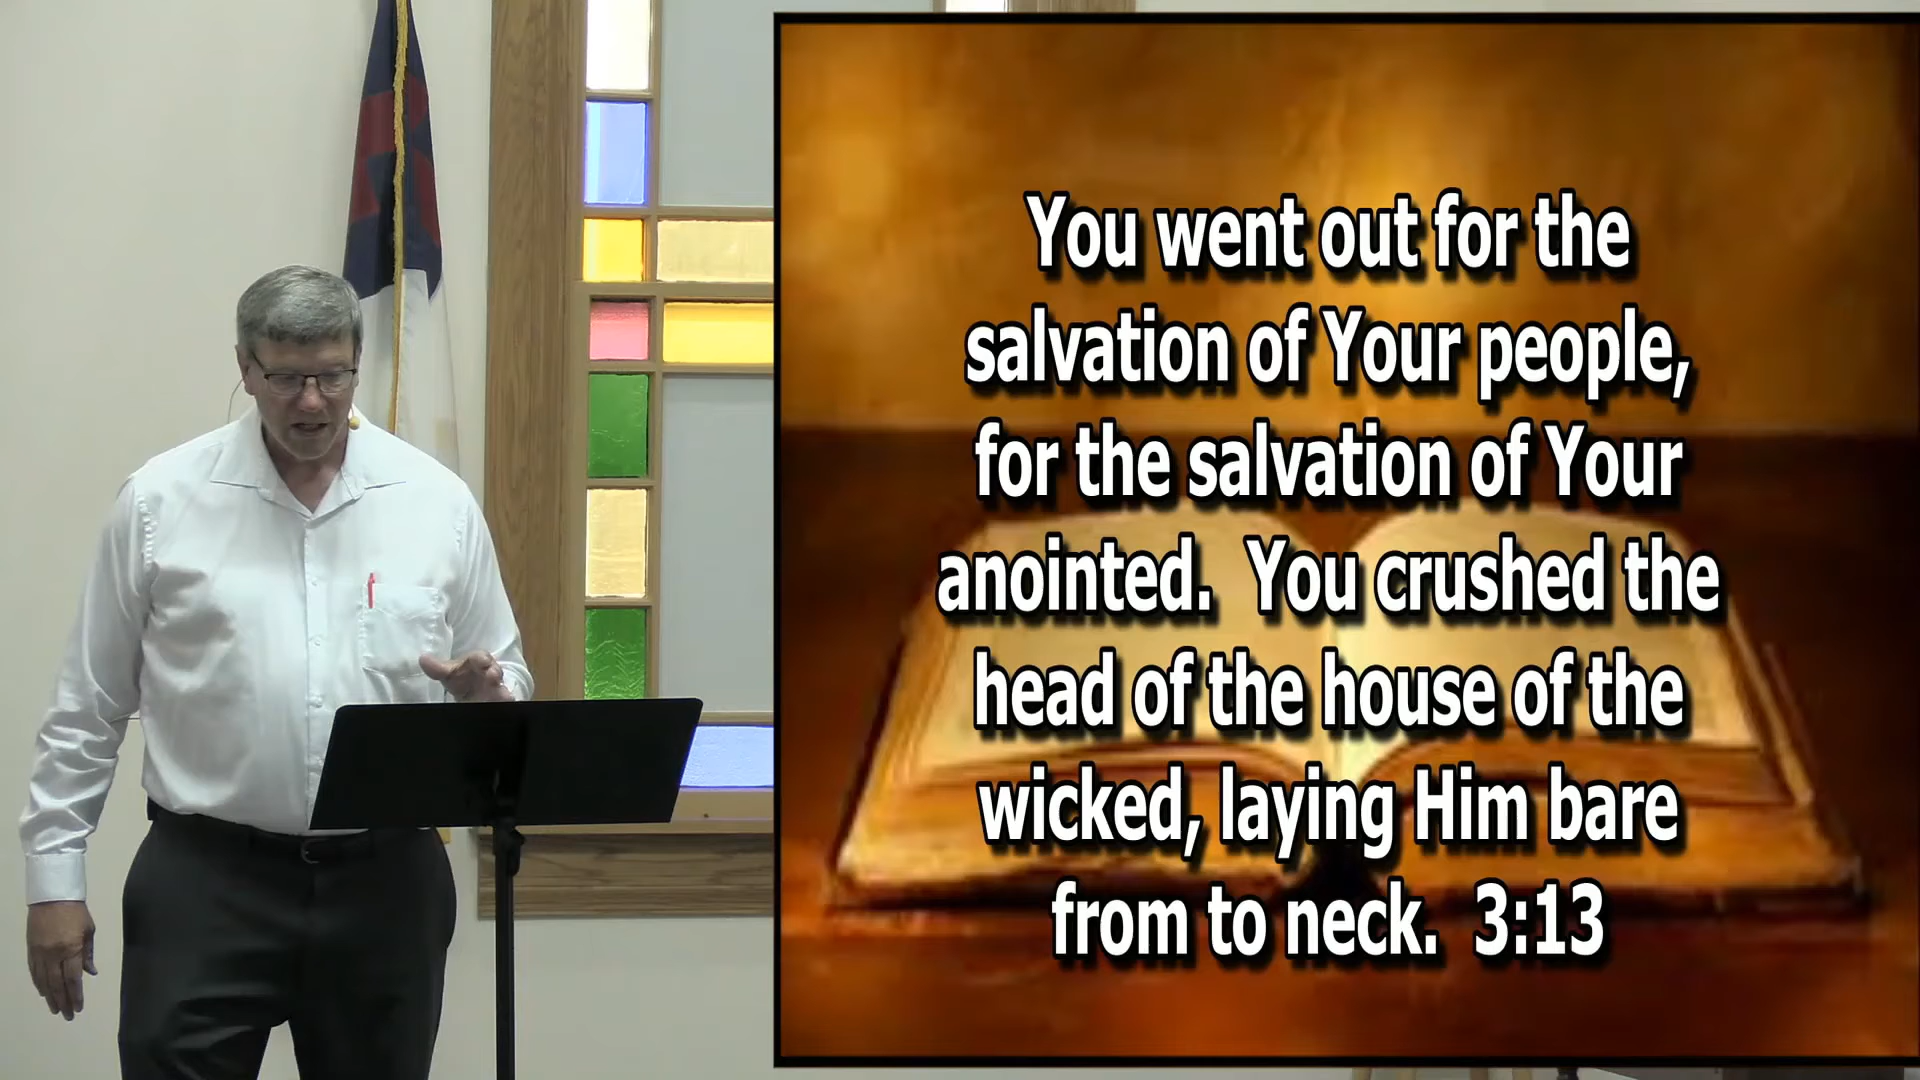 You went out for the
salvation of Your people,
for the salvation of Your
anointed. You crushed the
head of the house of the
wicked, laying Him bare
from to neck. 3:13